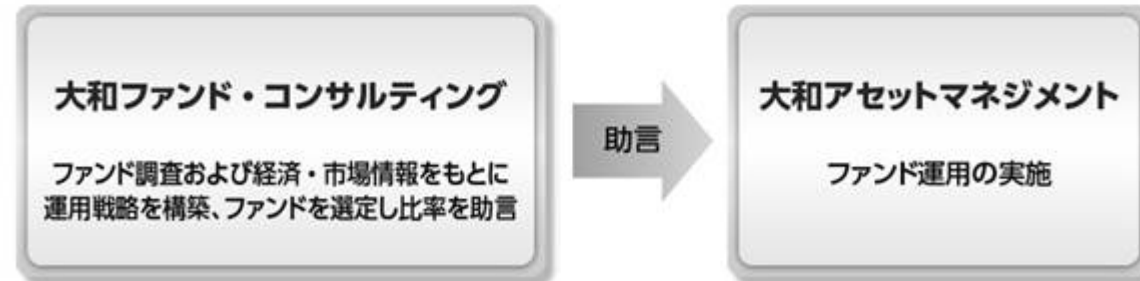 大和ファンド・コンサルティング
ファンド調査および経済・市場情報をもとに
運用戦略を構築、ファンドを選定し比率を助言
助言
大和アセットマネジメント
ファンド運用の実施